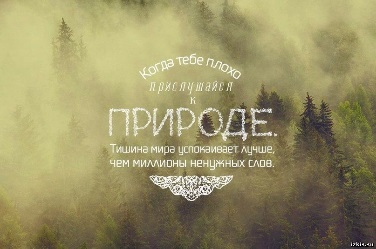 Когда тебе плохо
прислушайся
к
ПРИРОДЕ.
Тишина мира успокаивает лучше,
чем миллионы ненужных слов.